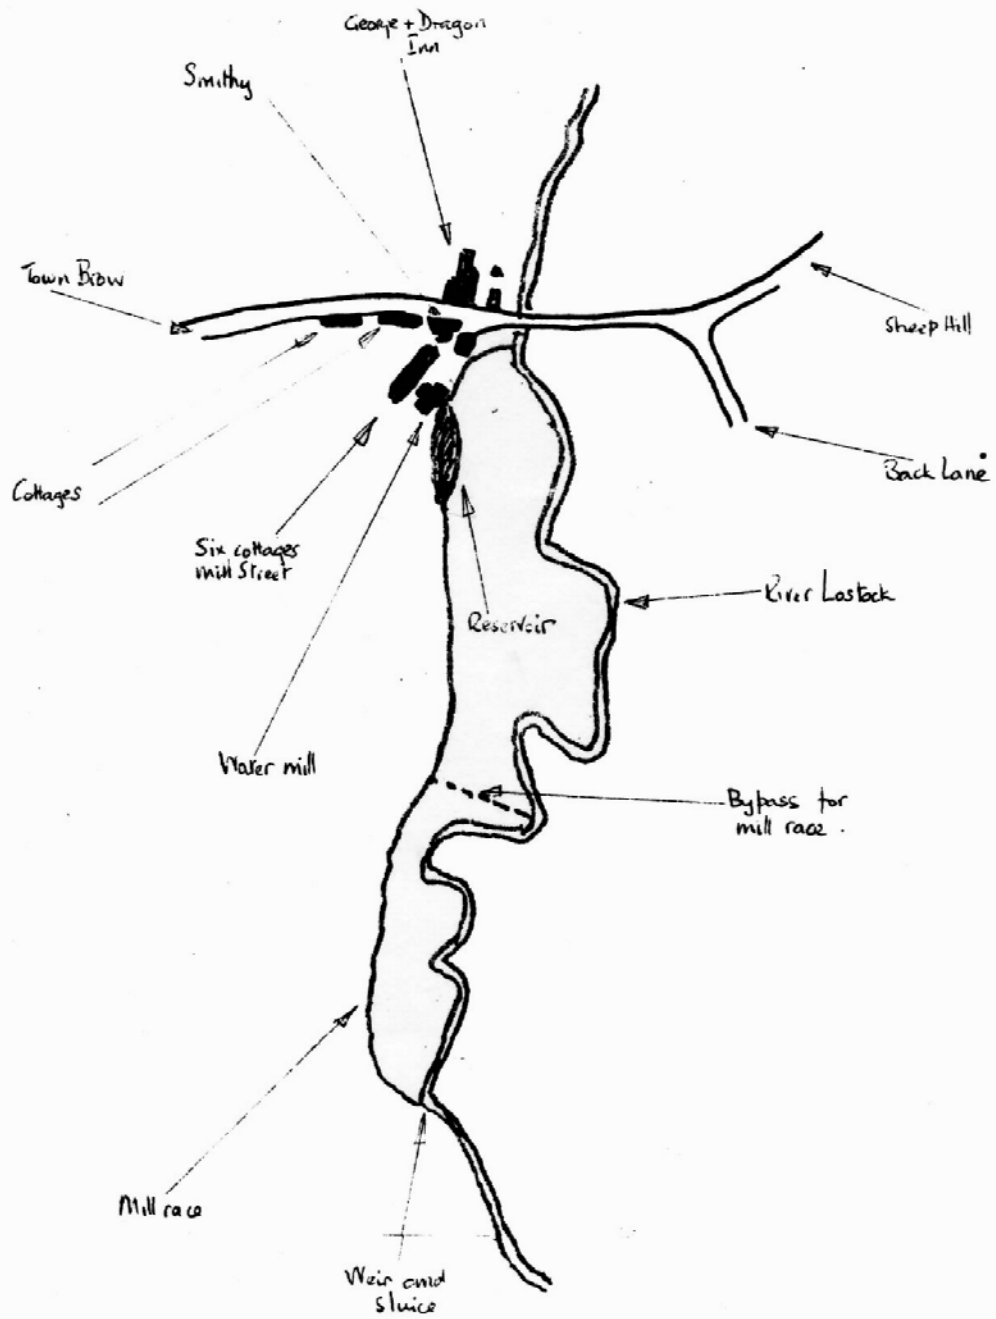 George + Dragon
Inn
Smithy
Town Brow
Sheep Hill
Back Lane
Cottages
Six cottages
mill Street
River Lostock
Reservoir
Water mill
Bypass for
mill race.
Mill race
Weir and
sluice